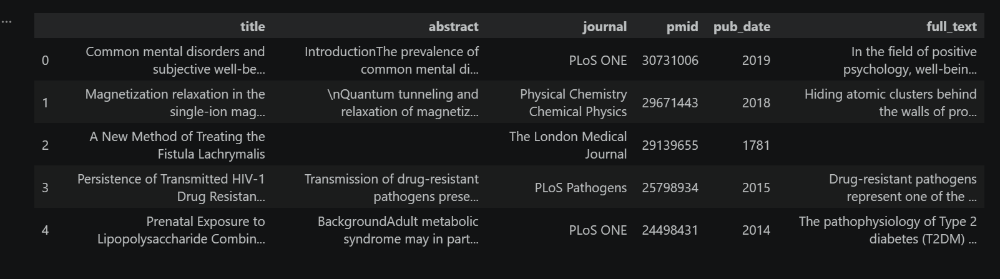 ...
title abstract journal pmid pub_date full_text
0 Common mental disorders and subjective well-be... IntroductionThe prevalence of common mental di... PLoS ONE 30731006 2019 In the field of positive psychology, well-bein...
1 Magnetization relaxation in the single-ion mag... \nQuantum tunneling and relaxation of magnetiz... Physical Chemistry Chemical Physics 29671443 2018 Hiding atomic clusters behind the walls of pro...
2 A New Method of Treating the Fistula Lachrymalis The London Medical Journal 29139655 1781
3 Persistence of Transmitted HIV-1 Drug Resistan... Transmission of drug-resistant pathogens prese... PLoS Pathogens 25798934 2015 Drug-resistant pathogens represent one of the ...
4 Prenatal Exposure to Lipopolysaccharide Combin... BackgroundAdult metabolic syndrome may in part... PLoS ONE 24498431 2014 The pathophysiology of Type 2 diabetes (T2DM) ...